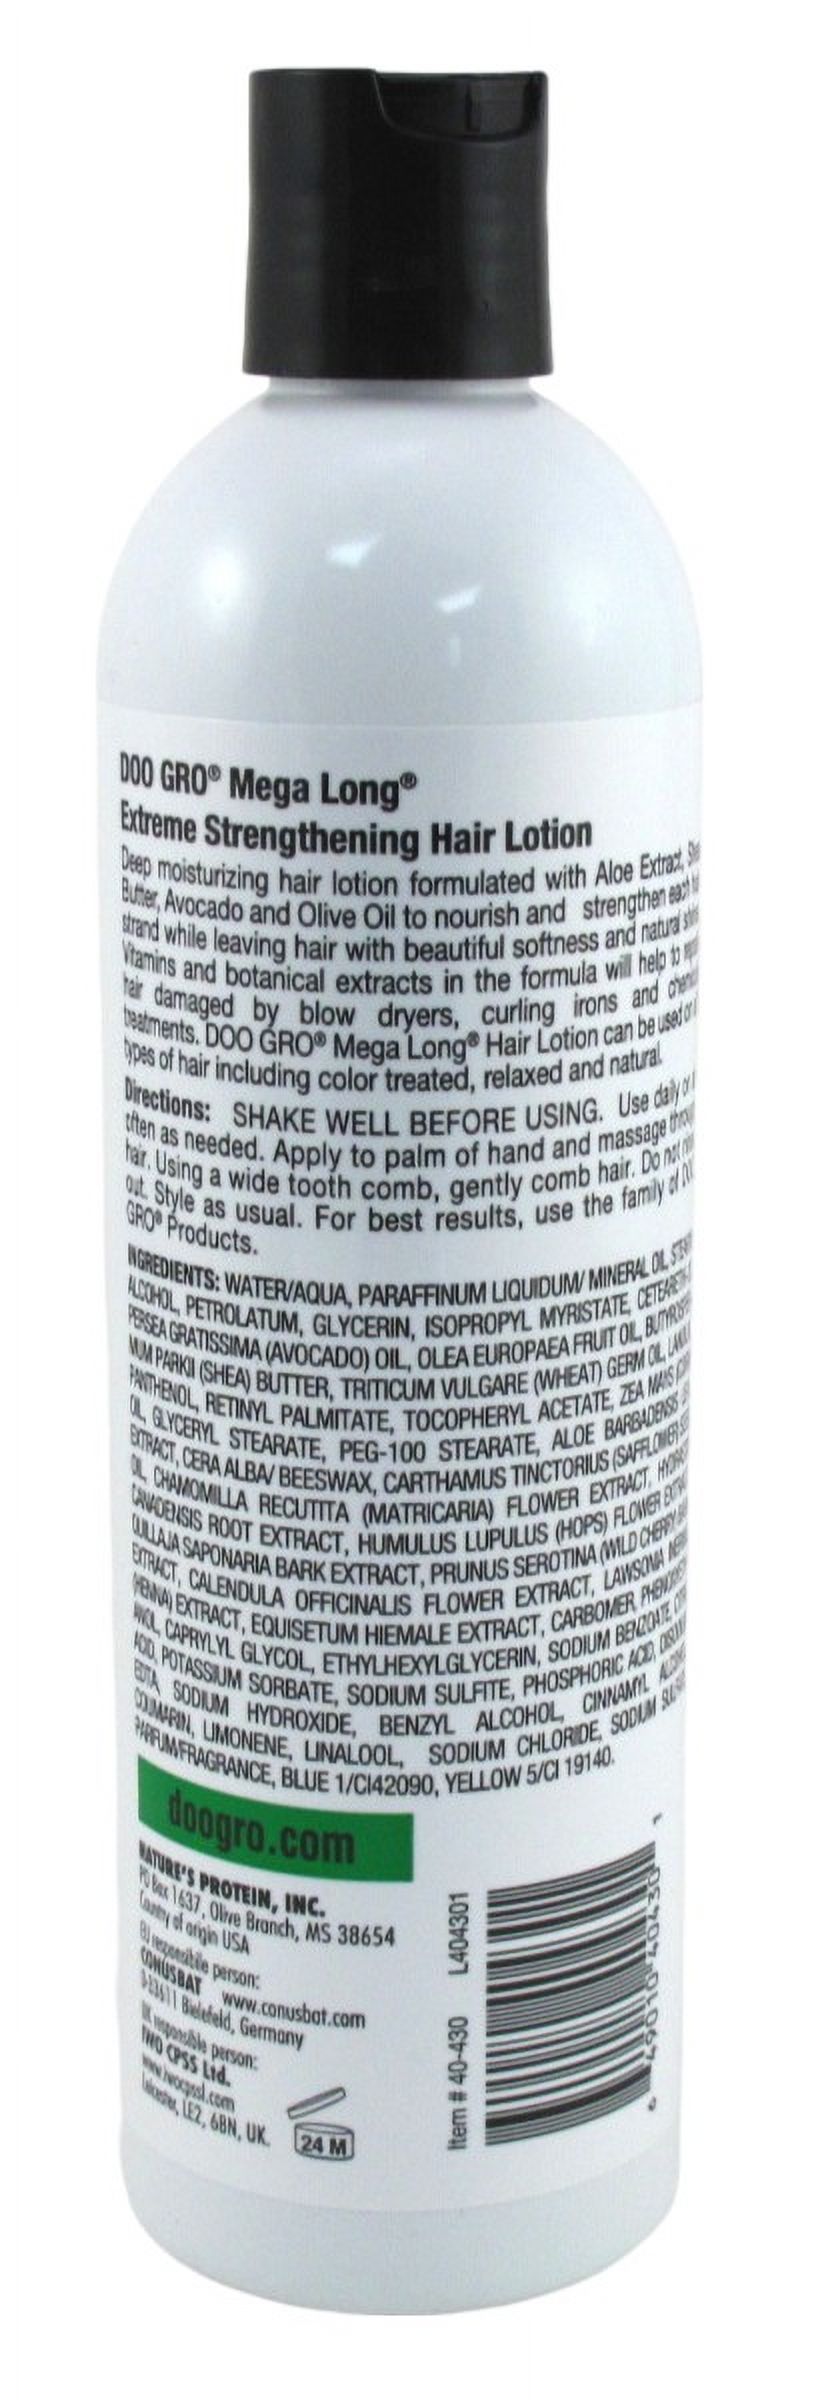 DOO GRO® Mega Long®
Extreme Strengthening Hair Lotion
Deep moisturizing hair lotion formulated with Aloe Extract,
Butter, Avocado and Olive Oil to nourish and strengthen each
strand while leaving hair with beautiful softness and natural
Vitamins and botanical extracts in the formula will help to
hair damaged by blow dryers, curling irons and
treatments. DOO GRO® Mega Long® Hair Lotion can be used
types of hair including color treated, relaxed and natural.
Directions: SHAKE WELL BEFORE USING. Use daily or
often as needed. Apply to palm of hand and massage
hair. Using a wide tooth comb, gently comb hair. Do not
out. Style as usual. For best results, use the family of
GRO® Products.
INGREDIENTS: WATER/AQUA, PARAFFINUM LIQUIDUM/ MINERAL OIL,
ALCOHOL, PETROLATUM, GLYCERIN, ISOPROPYL MYRISTATE,
PERSEA GRATISSIMA (AVOCADO) OIL, OLEA EUROPAEA FRUIT OIL,
NUM PARKII (SHEA) BUTTER, TRITICUM VULGARE (WHEAT) GERM OIL,
PANTHENOL, RETINYL PALMITATE, TOCOPHERYL ACETATE, ZEA MAYS
OIL, GLYCERYL STEARATE, PEG-100 STEARATE, ALOE BARBADENSIS
EXTRACT, CERA ALBA/ BEESWAX, CARTHAMUS TINCTORIUS (SAFFLOWER)
OIL, CHAMOMILLA RECUTITA (MATRICARIA) FLOWER EXTRACT,
CANADENSIS ROOT EXTRACT, HUMULUS LUPULUS (HOPS) FLOWER
QUILLAJA SAPONARIA BARK EXTRACT, PRUNUS SEROTINA (WILD CHERRY)
EXTRACT, CALENDULA OFFICINALIS FLOWER EXTRACT, LAWSONIA
(HENNA) EXTRACT, EQUISETUM HIEMALE EXTRACT, CARBOMER,
ANOL, CAPRYLYL GLYCOL, ETHYLHEXYLGLYCERIN, SODIUM BENZOATE,
ACID, POTASSIUM SORBATE, SODIUM SULFITE, PHOSPHORIC ACID,
EDTA, SODIUM HYDROXIDE, BENZYL ALCOHOL, CINNAMYL
COUMARIN, LIMONENE, LINALOOL, SODIUM CHLORIDE, SODIUM
PARFUM/FRAGRANCE, BLUE 1/CI42090, YELLOW 5/CI 19140.
doogro.com
NATURE'S PROTEIN, INC.
PO Box 1637, Olive Branch, MS 38654
Country of origin USA
EU responsible person:
CONUSBAT www.conusbat.com
D-33611 Bielefeld, Germany
UK responsible person:
IWO CPSS Ltd.
www.iwocpssl.com
Leicester, LE2, 6BN, UK.
24 M
Item # 40-430 L404301
6 49010 40430 1